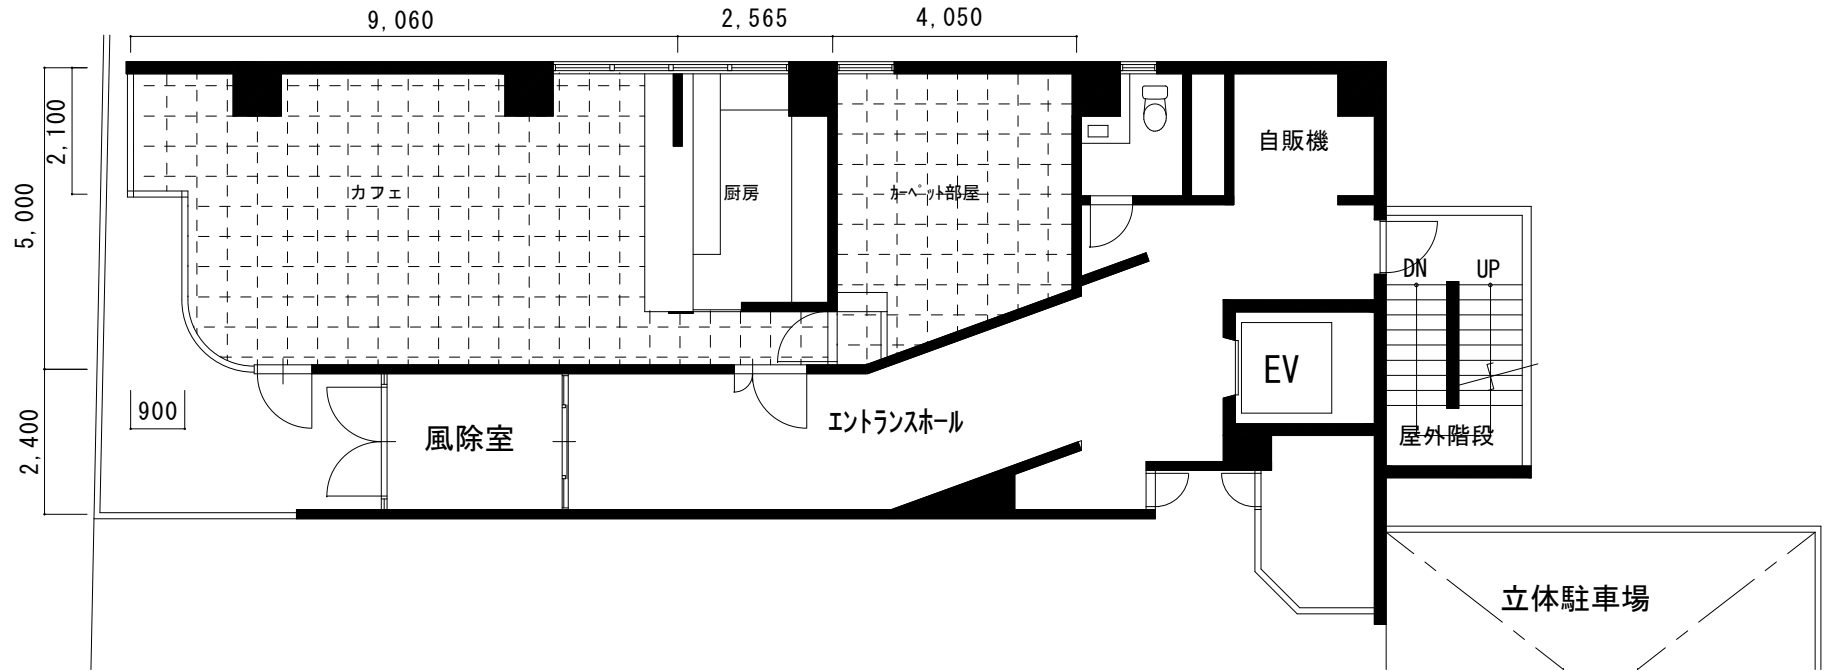 9,060
2,565
4,050
2,100
5,000
2,400
900
カフェ
厨房
ｶｰﾍﾟｯﾄ部屋
自販機
DN
UP
EV
エントランスホール
風除室
屋外階段
立体駐車場